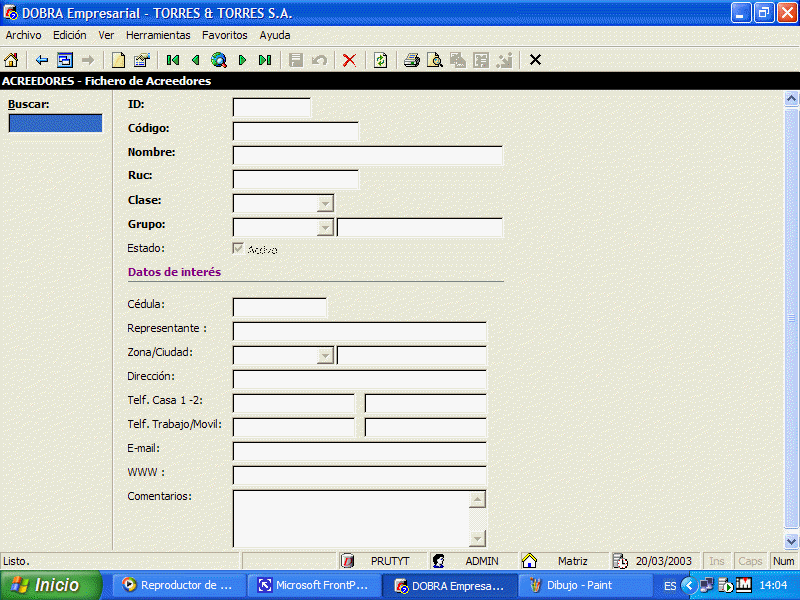 DOBRA Empresarial - TORRES & TORRES S.A.
Archivo Edición Ver Herramientas Favoritos Ayuda
ACREEDORES - Fichero de Acreedores
Buscar:
ID:
Código:
Nombre:
Ruc:
Clase:
Grupo:
Estado: Activo
Datos de interés
Cédula:
Representante :
Zona/Ciudad:
Dirección:
Telf. Casa 1 -2:
Telf. Trabajo/Movil:
E-mail:
WWW :
Comentarios:
Listo. PRUTYT ADMIN Matriz 20/03/2003 Ins Caps Num
Inicio Reproductor de ... Microsoft FrontP... DOBRA Empresa... Dibujo - Paint ES 14:04